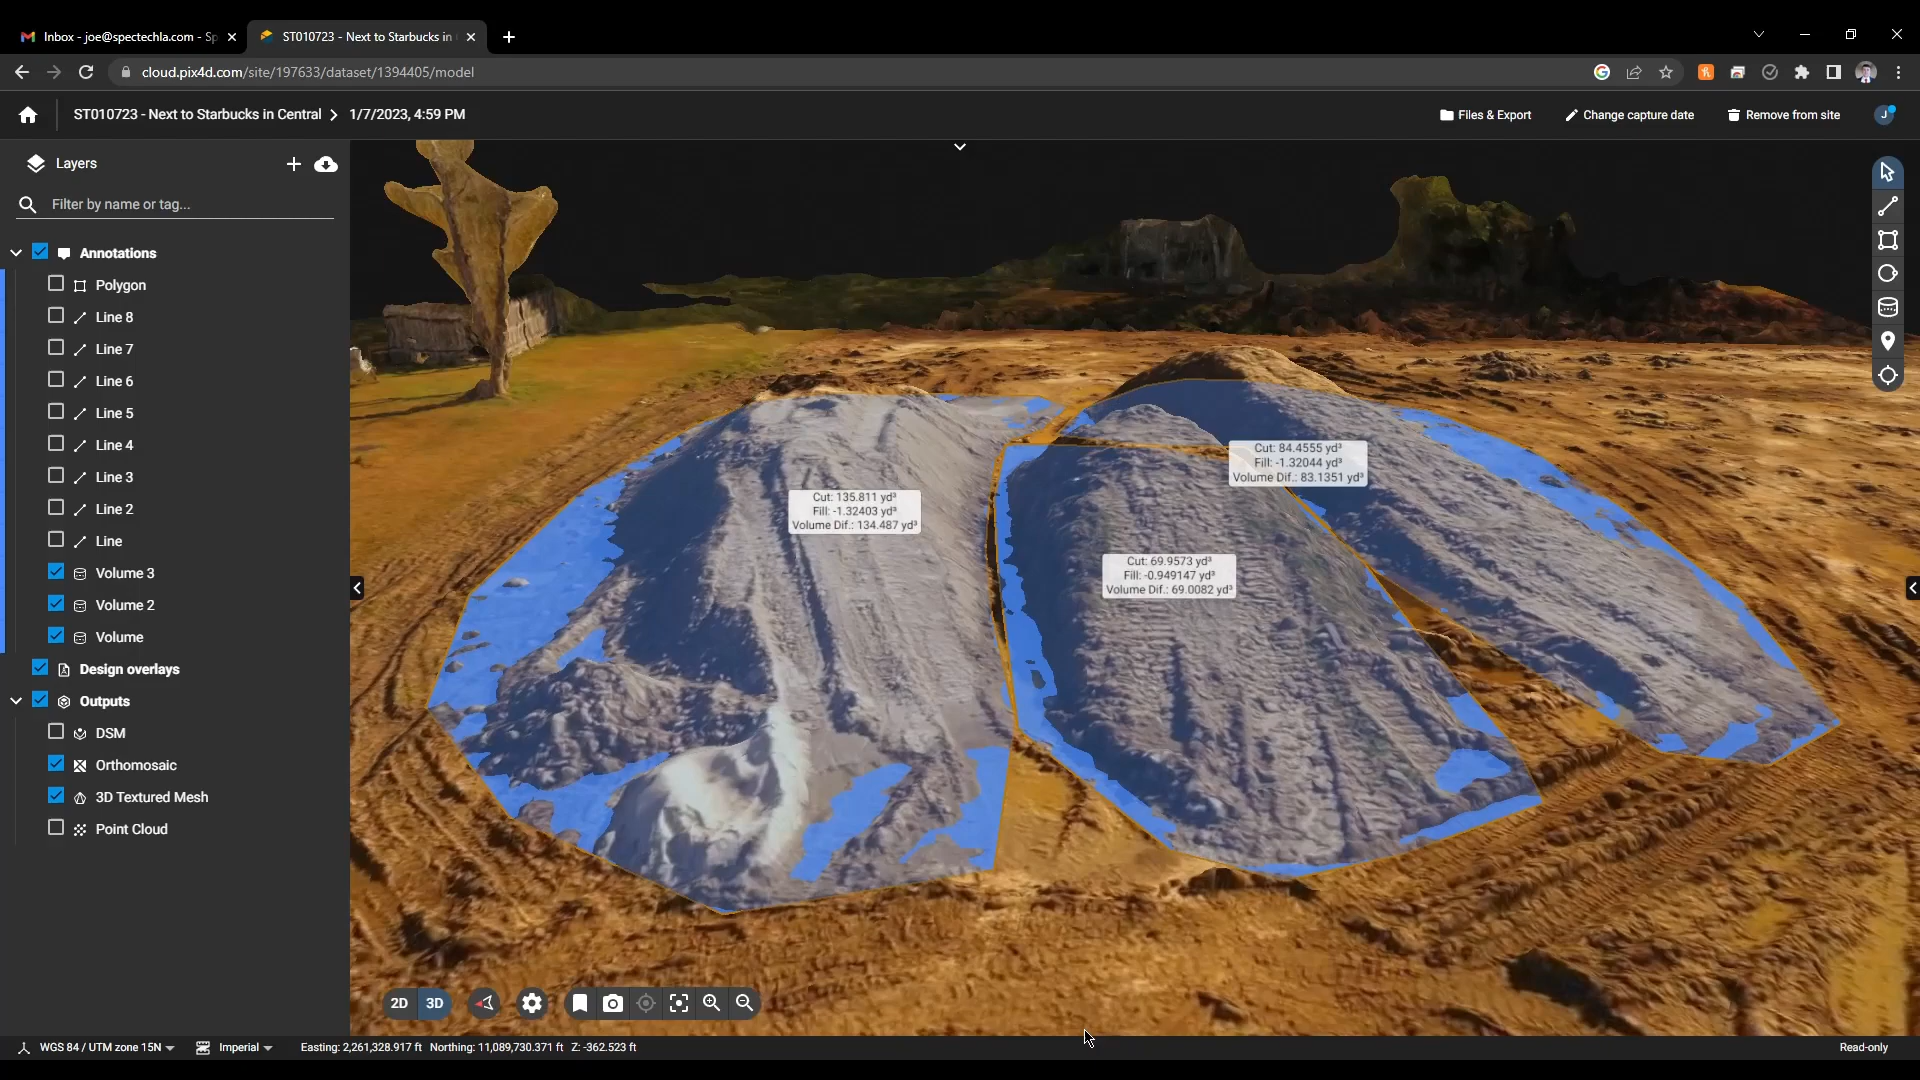 Inbox - joe@spectechla.com - Sp
ST010723 - Next to Starbucks in
cloud.pix4d.com/site/197633/dataset/1394405/model
ST010723 - Next to Starbucks in Central
1/7/2023, 4:59 PM
Files & Export
Change capture date
Remove from site
J
Layers
Filter by name or tag...
Annotations
Polygon
Line 8
Line 7
Line 6
Line 5
Line 4
Line 3
Line 2
Line
Volume 3
Volume 2
Volume
Design overlays
Outputs
DSM
Orthomosaic
3D Textured Mesh
Point Cloud
Cut: 135.811 yd³
Fill: -1.32403 yd³
Volume Dif.: 134.487 yd³
Cut: 84.4555 yd³
Fill: -1.32044 yd³
Volume Dif.: 83.1351 yd³
Cut: 69.9573 yd³
Fill: -0.949147 yd³
Volume Dif.: 69.0082 yd³
2D
3D
WGS 84 / UTM zone 15N
Imperial
Easting: 2,261,328.917 ft Northing: 11,089,730.371 ft Z: -362.523 ft
Read-only